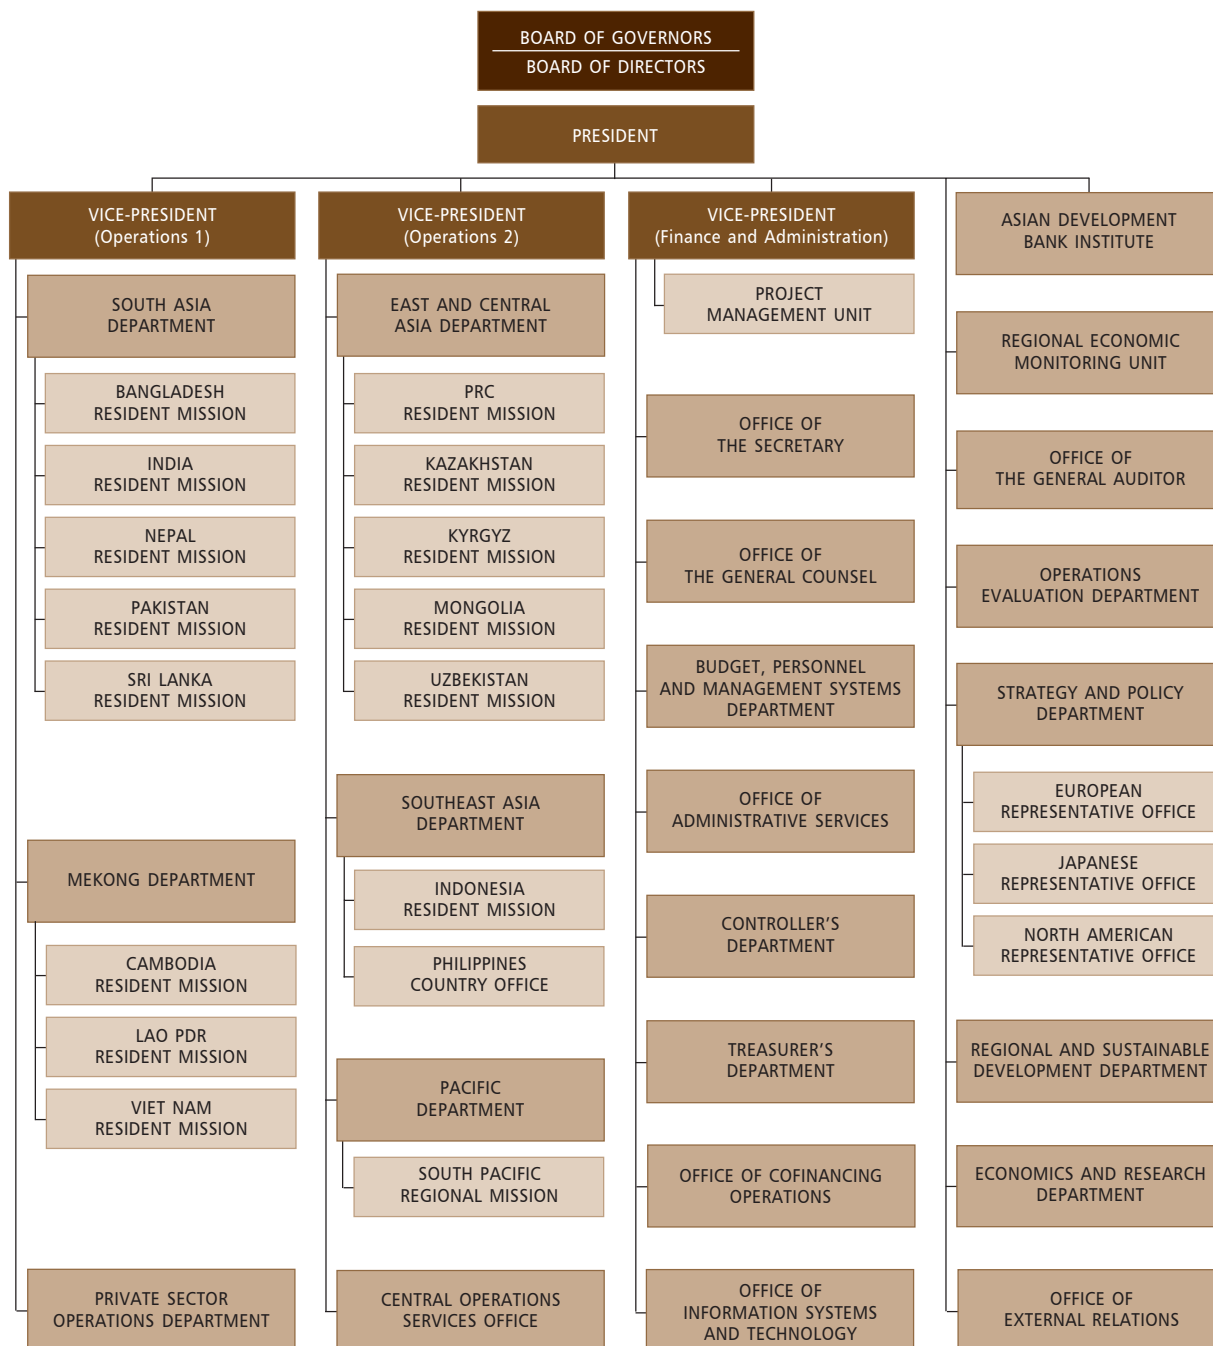 BOARD OF GOVERNORS
BOARD OF DIRECTORS
PRESIDENT
VICE-PRESIDENT
(Operations 1)
SOUTH ASIA
DEPARTMENT
BANGLADESH
RESIDENT MISSION
INDIA
RESIDENT MISSION
NEPAL
RESIDENT MISSION
PAKISTAN
RESIDENT MISSION
SRI LANKA
RESIDENT MISSION
MEKONG DEPARTMENT
CAMBODIA
RESIDENT MISSION
LAO PDR
RESIDENT MISSION
VIET NAM
RESIDENT MISSION
PRIVATE SECTOR
OPERATIONS DEPARTMENT
VICE-PRESIDENT
(Operations 2)
EAST AND CENTRAL
ASIA DEPARTMENT
PRC
RESIDENT MISSION
KAZAKHSTAN
RESIDENT MISSION
KYRGYZ
RESIDENT MISSION
MONGOLIA
RESIDENT MISSION
UZBEKISTAN
RESIDENT MISSION
SOUTHEAST ASIA
DEPARTMENT
INDONESIA
RESIDENT MISSION
PHILIPPINES
COUNTRY OFFICE
PACIFIC
DEPARTMENT
SOUTH PACIFIC
REGIONAL MISSION
CENTRAL OPERATIONS
SERVICES OFFICE
VICE-PRESIDENT
(Finance and Administration)
PROJECT
MANAGEMENT UNIT
OFFICE OF
THE SECRETARY
OFFICE OF
THE GENERAL COUNSEL
BUDGET, PERSONNEL
AND MANAGEMENT SYSTEMS
DEPARTMENT
OFFICE OF
ADMINISTRATIVE SERVICES
CONTROLLER'S
DEPARTMENT
TREASURER'S
DEPARTMENT
OFFICE OF COFINANCING
OPERATIONS
OFFICE OF
INFORMATION SYSTEMS
AND TECHNOLOGY
ASIAN DEVELOPMENT
BANK INSTITUTE
REGIONAL ECONOMIC
MONITORING UNIT
OFFICE OF
THE GENERAL AUDITOR
OPERATIONS
EVALUATION DEPARTMENT
STRATEGY AND POLICY
DEPARTMENT
EUROPEAN
REPRESENTATIVE OFFICE
JAPANESE
REPRESENTATIVE OFFICE
NORTH AMERICAN
REPRESENTATIVE OFFICE
REGIONAL AND SUSTAINABLE
DEVELOPMENT DEPARTMENT
ECONOMICS AND RESEARCH
DEPARTMENT
OFFICE OF
EXTERNAL RELATIONS